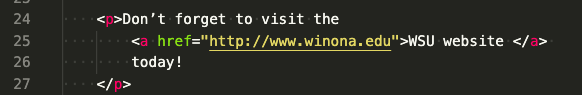 24 <p>Don’t forget to visit the
25 <a href="http://www.winona.edu">WSU website </a>
26 today!
27 </p>